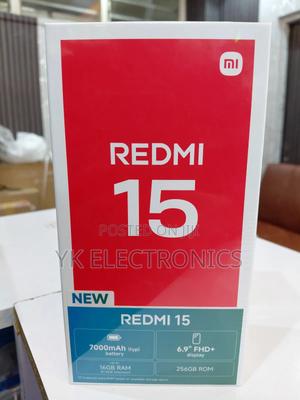 mi
REDMI
15
POSTED ON Jiji
YK ELECTRONICS
NEW
REDMI 15
7000mAh (typ)
battery
6.9" FHD+
display
16GB RAM
256GB ROM